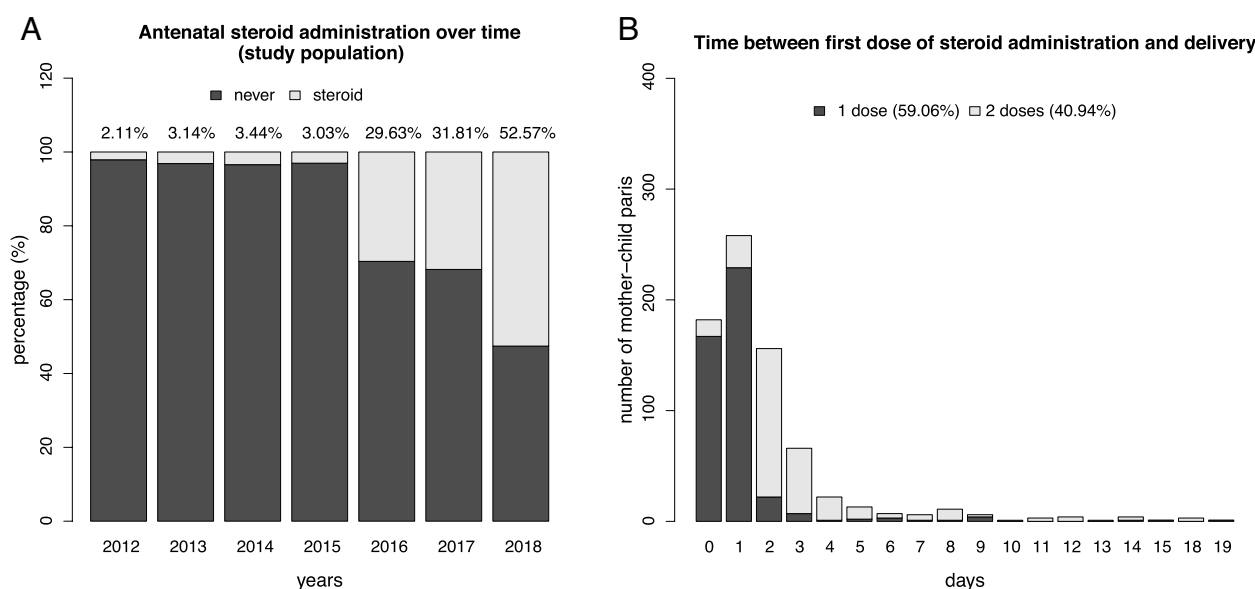 A
Antenatal steroid administration over time
(study population)
never steroid
2.11% 3.14% 3.44% 3.03% 29.63% 31.81% 52.57%
percentage (%)
120
100
80
60
40
20
0
2012 2013 2014 2015 2016 2017 2018
years
B
Time between first dose of steroid administration and delivery
1 dose (59.06%) 2 doses (40.94%)
number of mother−child paris
400
300
200
100
0
0 1 2 3 4 5 6 7 8 9 10 11 12 13 14 15 18 19
days